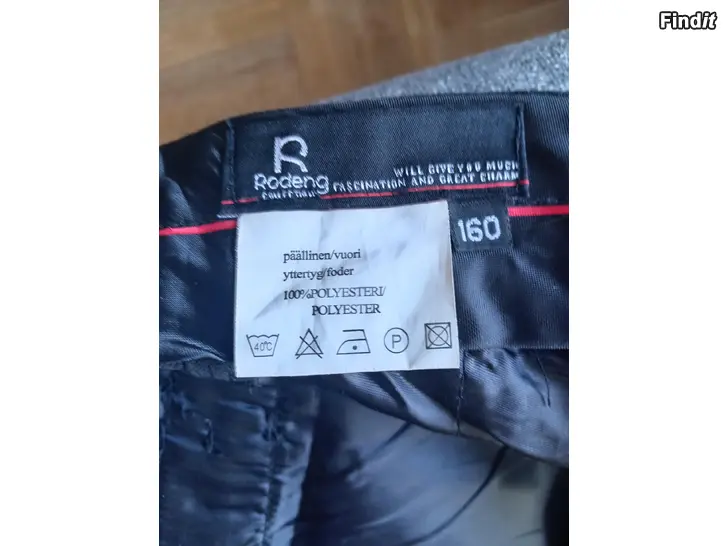 Findit
R
Rodeng
COLLECTION
WILL GIVE YOU MUCH
FASCINATION AND GREAT CHARM
160
päällinen/vuori
yttertyg/foder
100%POLYESTERI/
POLYESTER
40°C
P